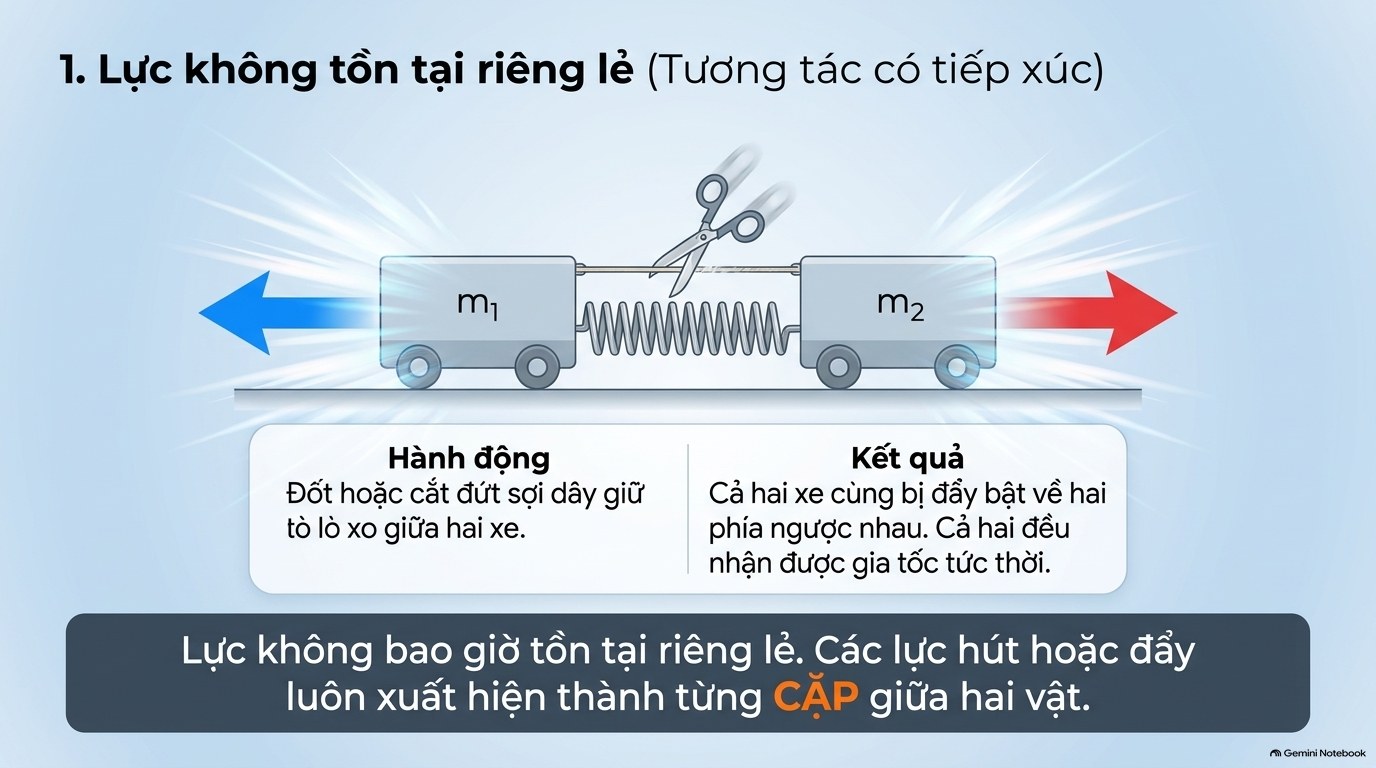 1. Lực không tồn tại riêng lẻ (Tương tác có tiếp xúc)
m₁
m₂
Hành động
Đốt hoặc cắt đứt sợi dây giữ
tò lò xo giữa hai xe.
Kết quả
Cả hai xe cùng bị đẩy bật về hai
phía ngược nhau. Cả hai đều
nhận được gia tốc tức thời.
Lực không bao giờ tồn tại riêng lẻ. Các lực hút hoặc đẩy
luôn xuất hiện thành từng CẶP giữa hai vật.
Gemini Notebook